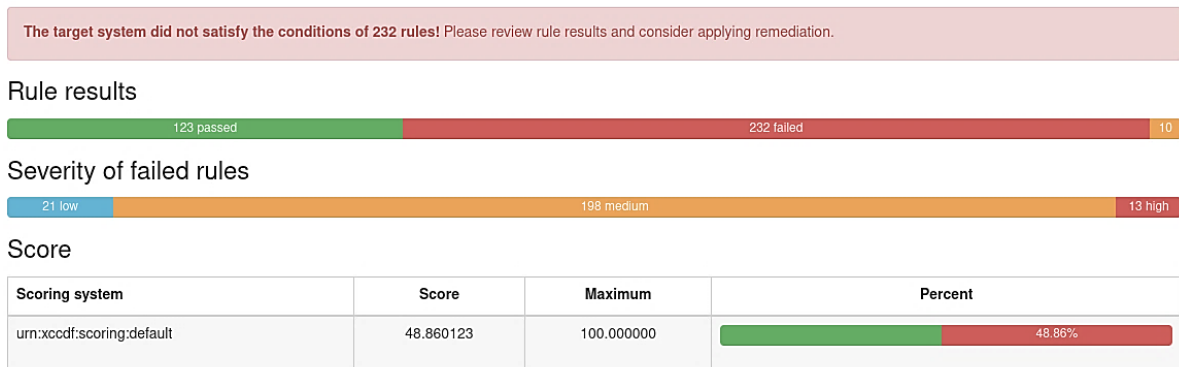 The target system did not satisfy the conditions of 232 rules! Please review rule results and consider applying remediation.
Rule results
123 passed 232 failed 10
Severity of failed rules
21 low 198 medium 13 high
Score
Scoring system Score Maximum Percent
urn:xccdf:scoring:default 48.860123 100.000000 48.86%